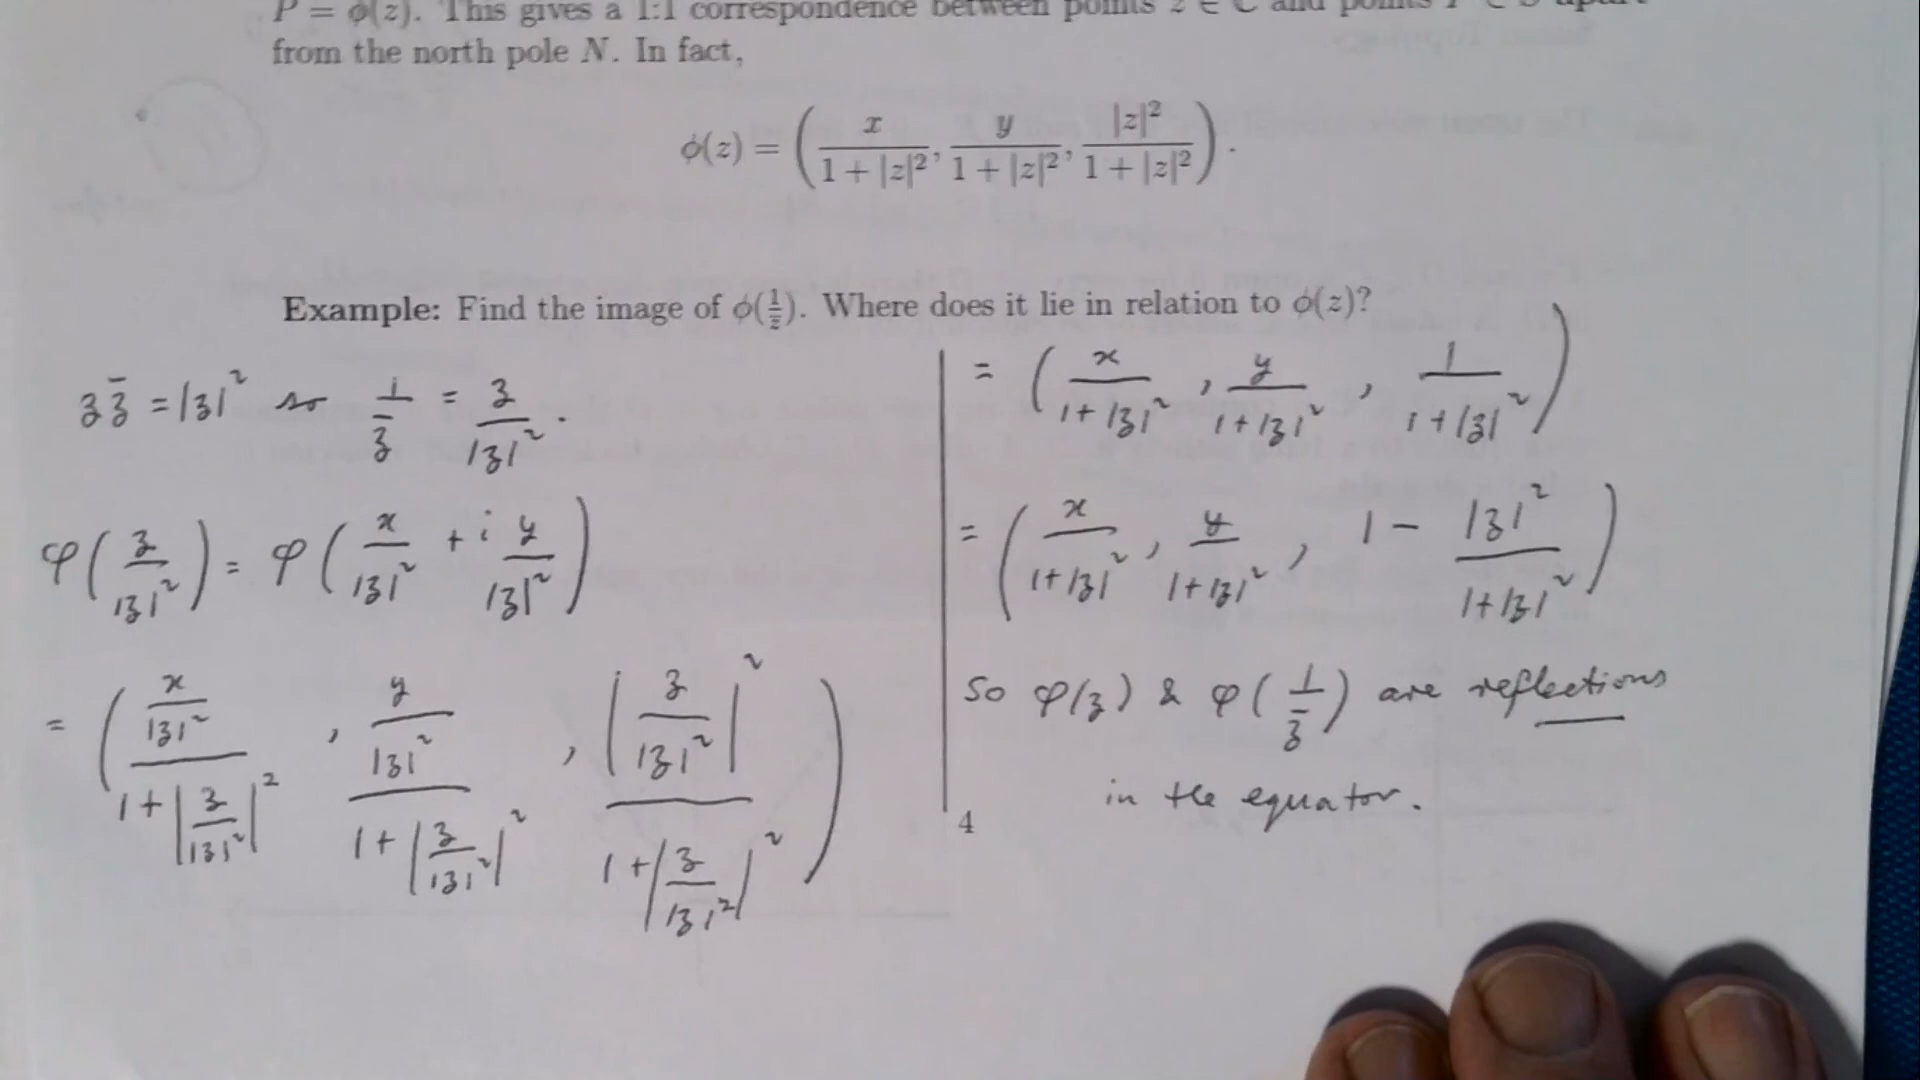 P = φ(z). This gives a 1:1 correspondence between points z ∈ C and points P ∈ S apart
from the north pole N. In fact,
φ(z) = ( x / (1 + |z|²), y / (1 + |z|²), |z|² / (1 + |z|²) ).
Example: Find the image of φ(1/z̄). Where does it lie in relation to φ(z)?
z z̄ = |z|² so 1/z̄ = z/|z|².
φ( z/|z|² ) = φ( x/|z|² + i y/|z|² )
= ( (x/|z|²) / (1 + |z/|z|²|²), (y/|z|²) / (1 + |z/|z|²|²), |z/|z|²|² / (1 + |z/|z|²|²) )
= ( x / (1 + |z|²), y / (1 + |z|²), 1 / (1 + |z|²) )
= ( x / (1 + |z|²), y / (1 + |z|²), 1 − |z|² / (1 + |z|²) )
So φ(z) & φ( 1/z̄ ) are reflections
in the equator.
4